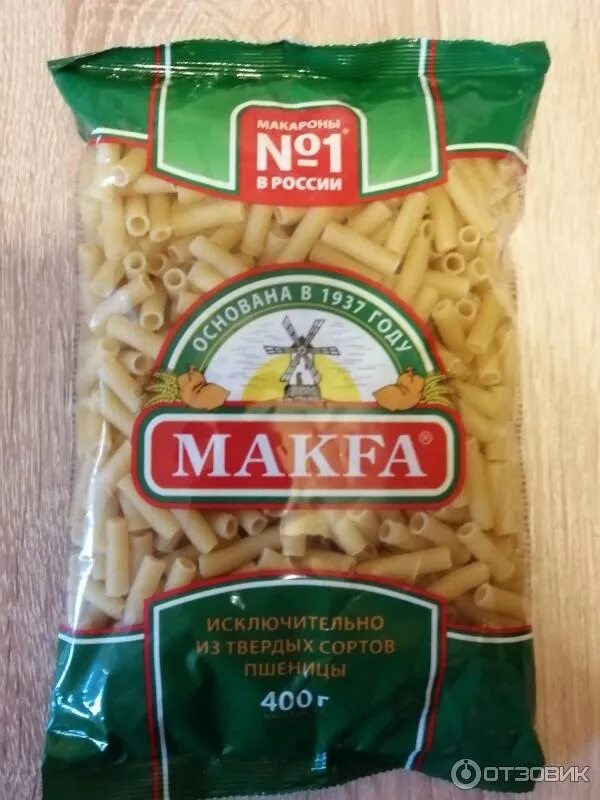 МАКАРОНЫ
№1®
В РОССИИ
ОСНОВАНА В 1937 ГОДУ
MAKFA®
ИСКЛЮЧИТЕЛЬНО
ИЗ ТВЕРДЫХ СОРТОВ
ПШЕНИЦЫ
400 г
ОТЗОВИК